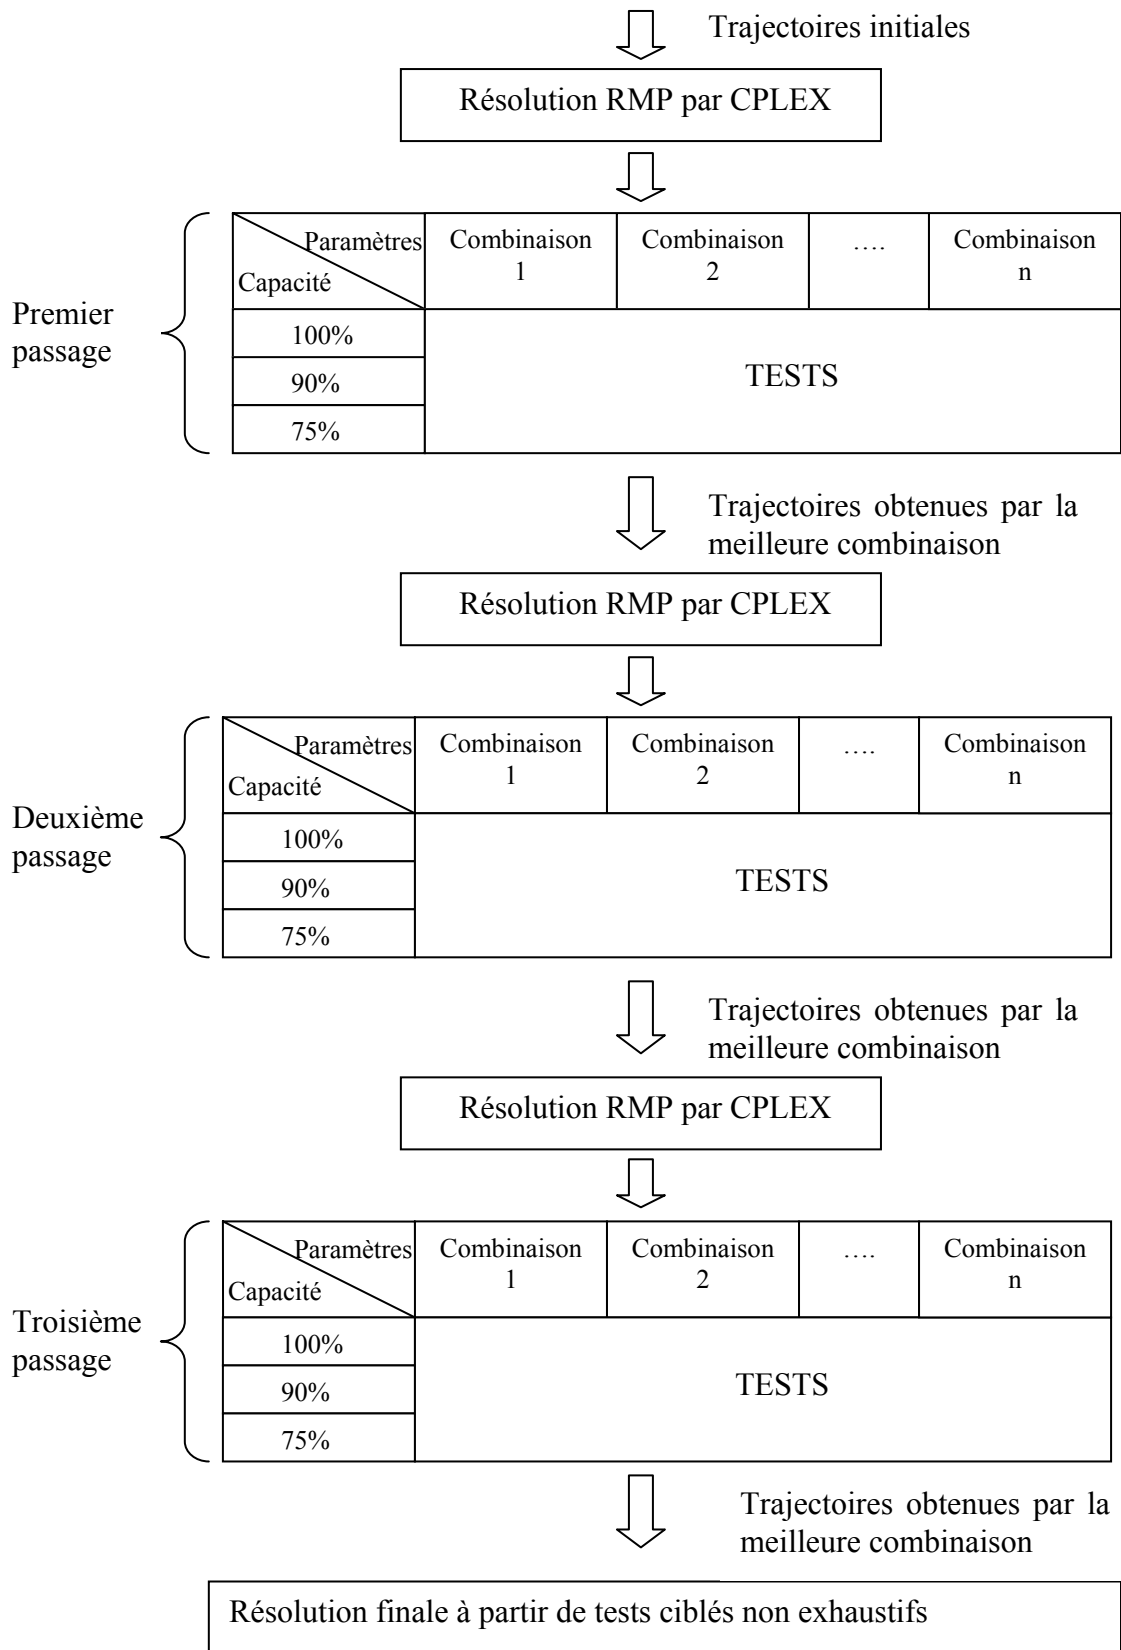 Trajectoires initiales
Résolution RMP par CPLEX
Premier
passage
Paramètres
Capacité
Combinaison
1
Combinaison
2
….
Combinaison
n
100%
90%
75%
TESTS
Trajectoires obtenues par la
meilleure combinaison
Résolution RMP par CPLEX
Deuxième
passage
Paramètres
Capacité
Combinaison
1
Combinaison
2
….
Combinaison
n
100%
90%
75%
TESTS
Trajectoires obtenues par la
meilleure combinaison
Résolution RMP par CPLEX
Troisième
passage
Paramètres
Capacité
Combinaison
1
Combinaison
2
….
Combinaison
n
100%
90%
75%
TESTS
Trajectoires obtenues par la
meilleure combinaison
Résolution finale à partir de tests ciblés non exhaustifs